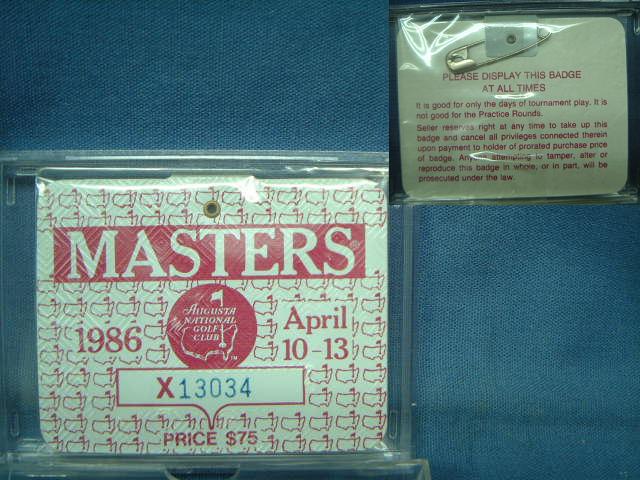 MASTERS
AUGUSTA
NATIONAL
GOLF
CLUB
TM
1986
April
10-13
X13034
PRICE $75
PLEASE DISPLAY THIS BADGE
AT ALL TIMES
It is good for only the days of tournament play. It is
not good for the Practice Rounds.
Seller reserves right at any time to take up this
badge and cancel all privileges connected therein
upon payment to holder of prorated purchase price
of badge. Anyone attempting to tamper, alter or
reproduce this badge in whole, or in part, will be
prosecuted under the law.